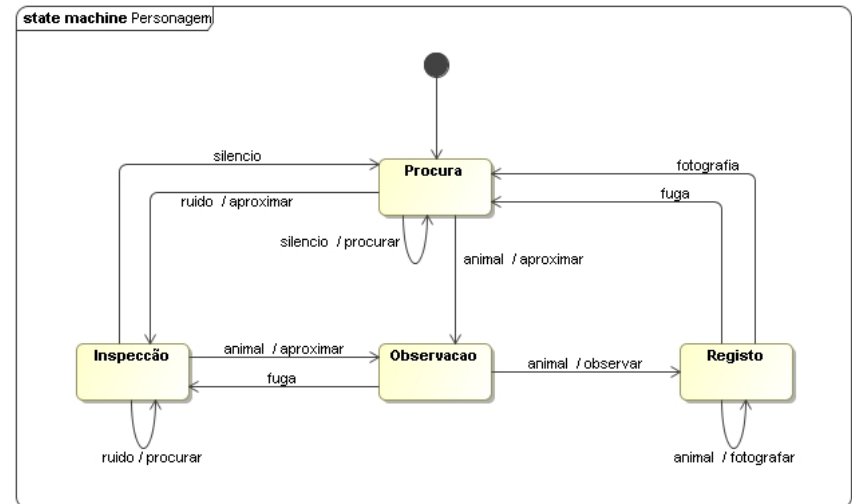 state machine Personagem
silencio
Procura
fotografia
ruido / aproximar
fuga
silencio / procurar
animal / aproximar
Inspeccão
animal / aproximar
Observacao
animal / observar
Registo
fuga
ruido / procurar
animal / fotografar